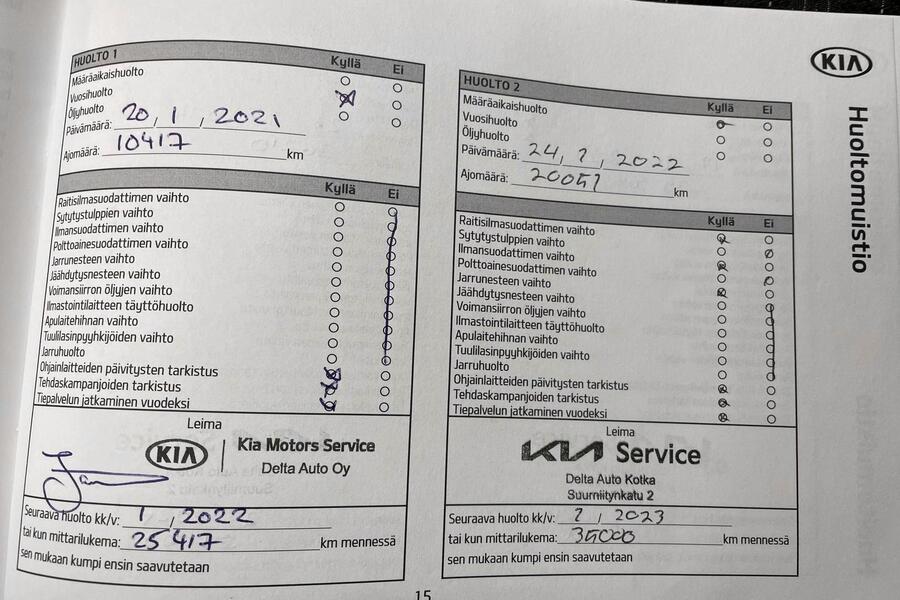 HUOLTO 1
Kyllä Ei
Määräaikaishuolto
Vuosihuolto
Öljyhuolto
Päivämäärä: 20, 1, 2021
Ajomäärä: 10417 km
Kyllä Ei
Raitisilmasuodattimen vaihto
Sytytystulppien vaihto
Ilmansuodattimen vaihto
Polttoainesuodattimen vaihto
Jarrunesteen vaihto
Jäähdytysnesteen vaihto
Voimansiirron öljyjen vaihto
Ilmastointilaitteen täyttöhuolto
Apulaitehihnan vaihto
Tuulilasinpyyhkijöiden vaihto
Jarruhuolto
Ohjainlaitteiden päivitysten tarkistus
Tehdaskampanjoiden tarkistus
Tiepalvelun jatkaminen vuodeksi
Leima
KIA Kia Motors Service
Delta Auto Oy
Seuraava huolto kk/v: 1, 2022
tai kun mittarilukema: 25417 km mennessä
sen mukaan kumpi ensin saavutetaan
HUOLTO 2
Kyllä Ei
Määräaikaishuolto
Vuosihuolto
Öljyhuolto
Päivämäärä: 24, 2022
Ajomäärä: km
Kyllä Ei
Raitisilmasuodattimen vaihto
Sytytystulppien vaihto
Ilmansuodattimen vaihto
Polttoainesuodattimen vaihto
Jarrunesteen vaihto
Jäähdytysnesteen vaihto
Voimansiirron öljyjen vaihto
Ilmastointilaitteen täyttöhuolto
Apulaitehihnan vaihto
Tuulilasinpyyhkijöiden vaihto
Jarruhuolto
Ohjainlaitteiden päivitysten tarkistus
Tehdaskampanjoiden tarkistus
Tiepalvelun jatkaminen vuodeksi
Leima
KIA Service
Delta Auto Kotka
Suurniitynkatu 2
Seuraava huolto kk/v: / 2023
tai kun mittarilukema: 35000 km mennessä
sen mukaan kumpi ensin saavutetaan
KIA
Huoltomuistio
15